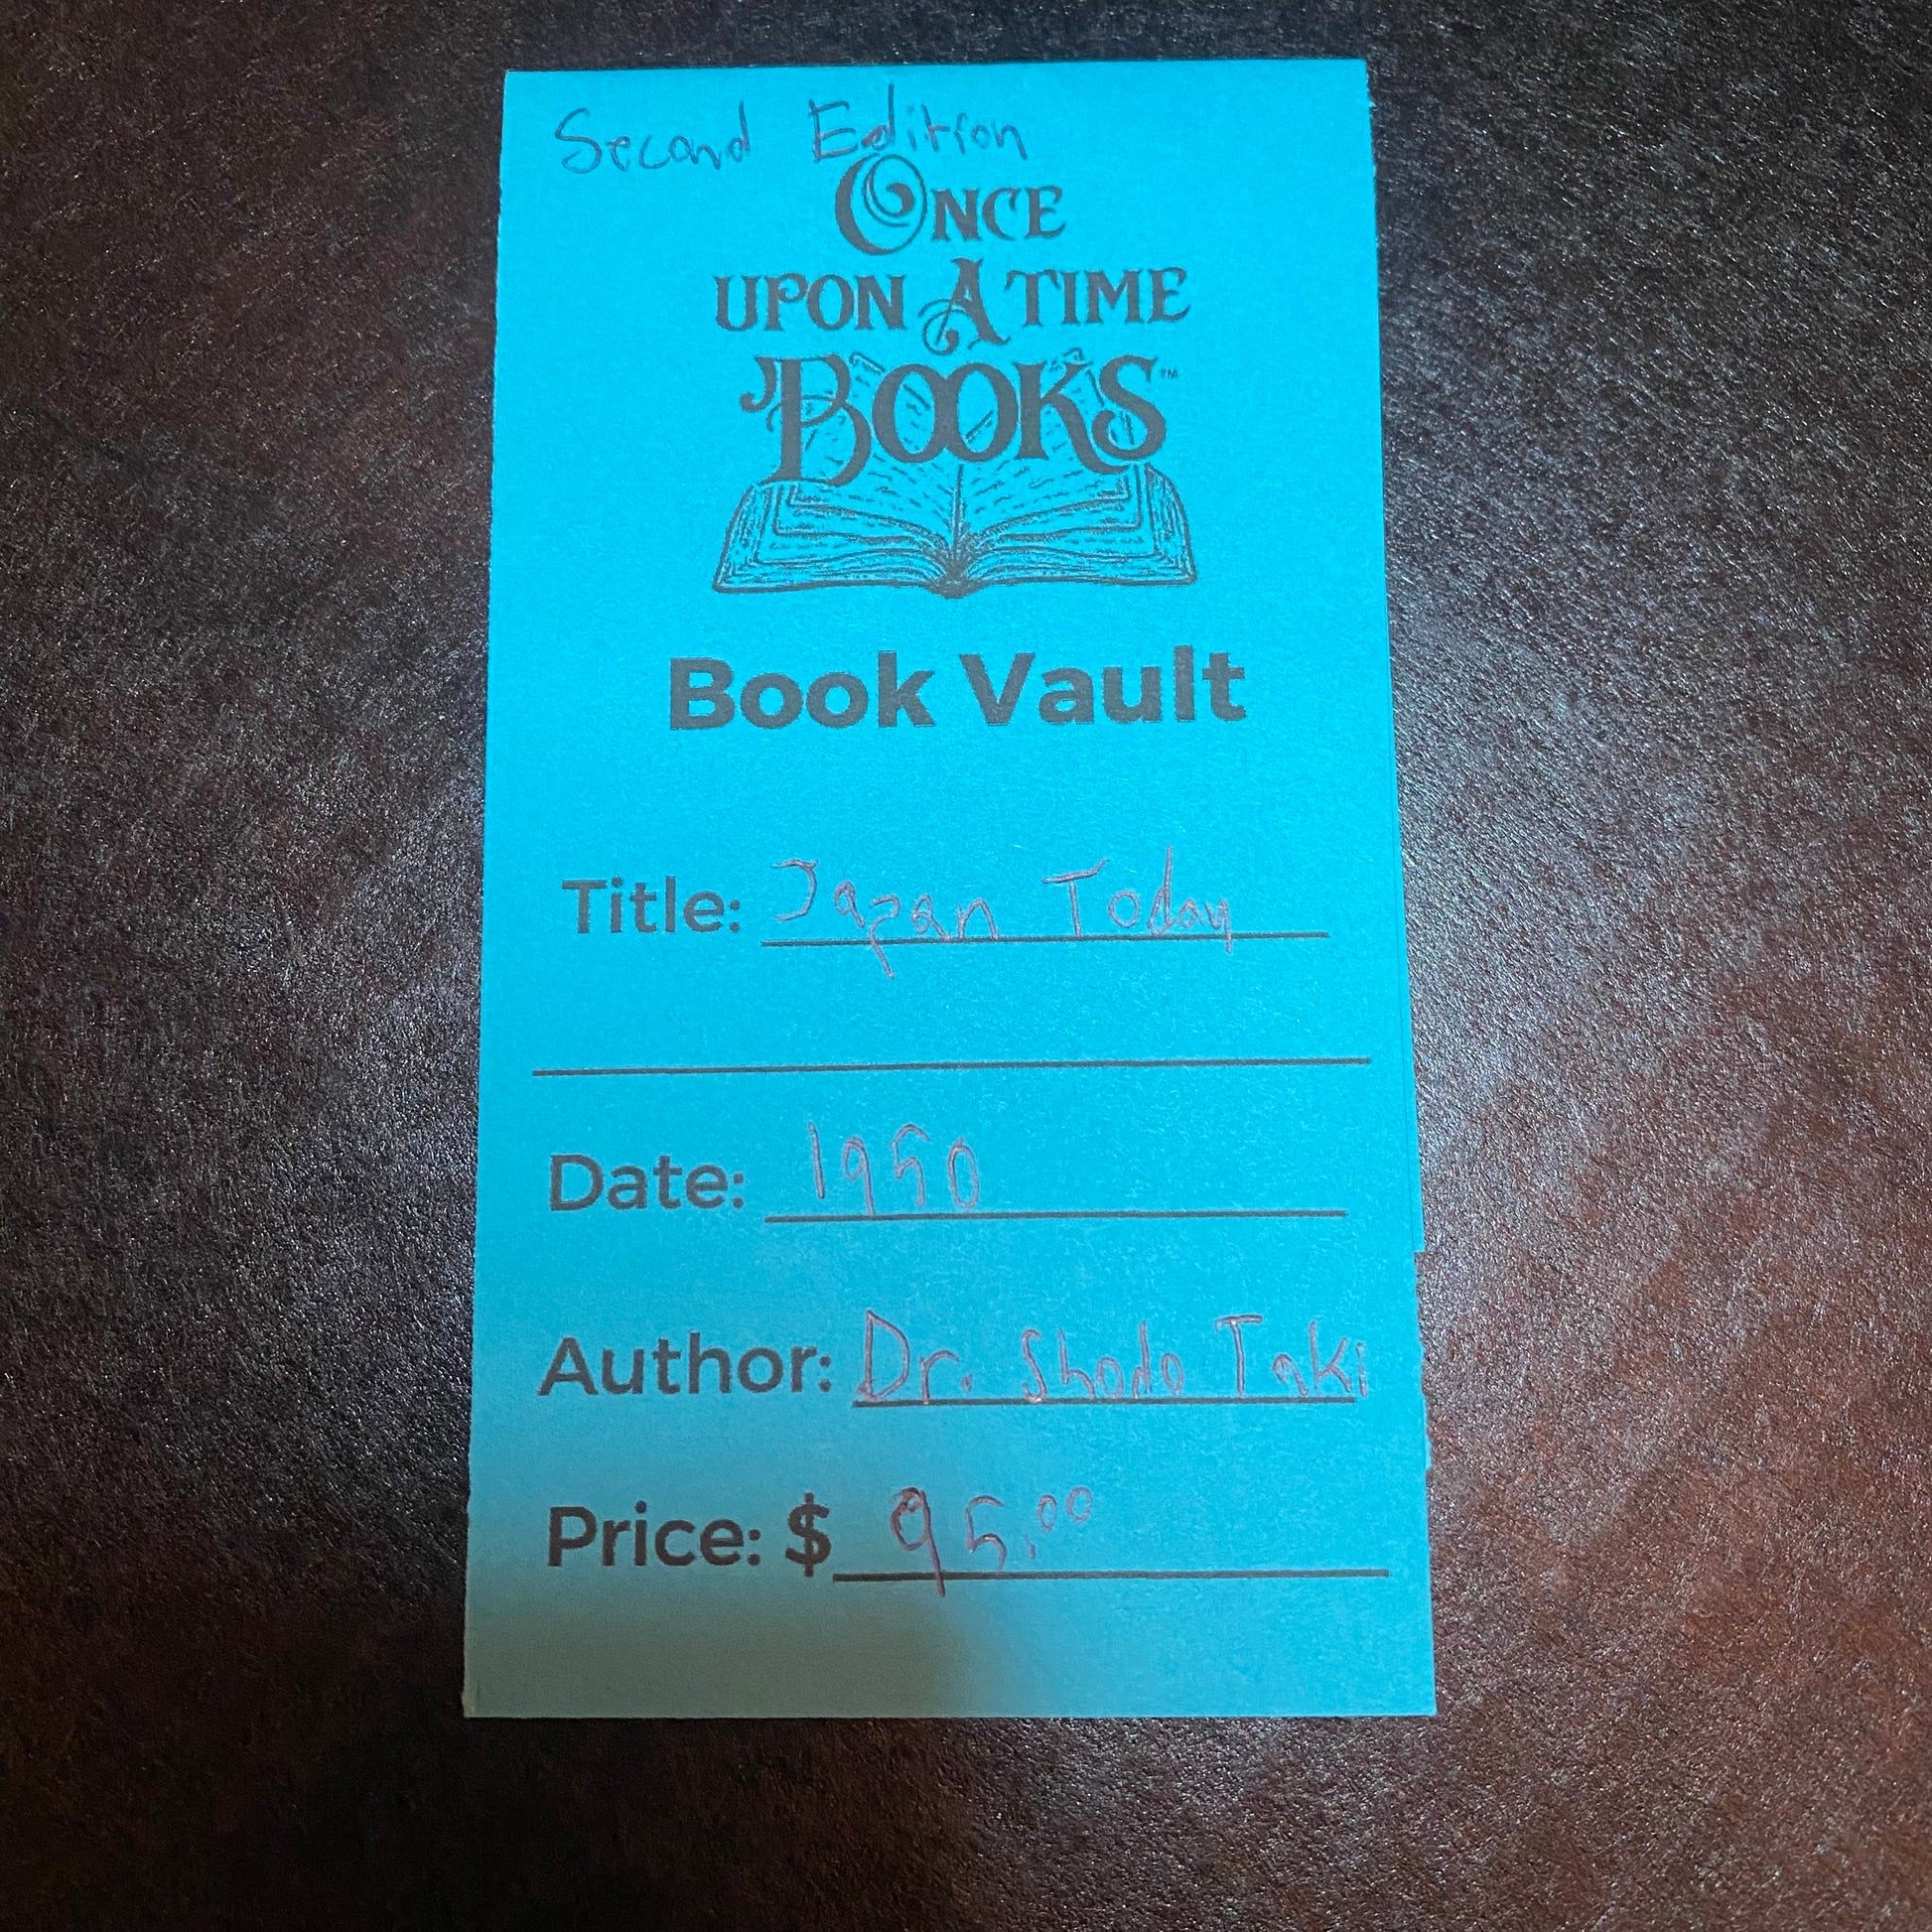 Second Edition
ONCE
UPON A TIME
BOOKS™
Book Vault
Title: Japan Today
Date: 1950
Author: Dr. Shodo Taki
Price: $ 95.00